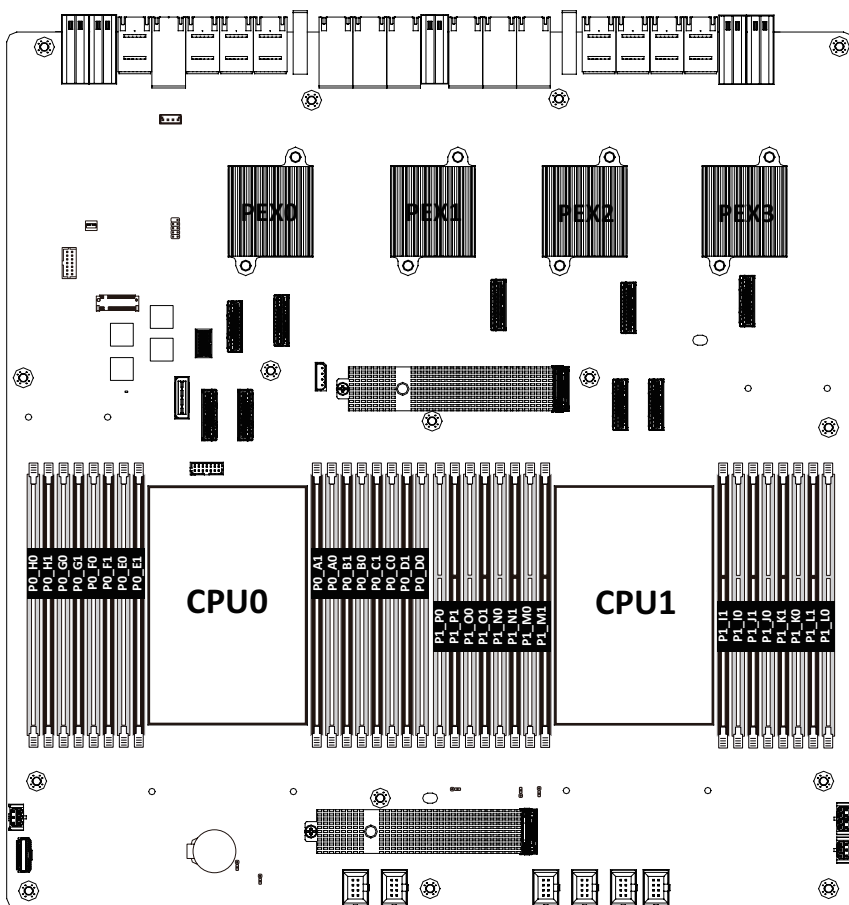 PEX0
PEX1
PEX2
PEX3
P0_H0
P0_H1
P0_G0
P0_G1
P0_F0
P0_F1
P0_E0
P0_E1
CPU0
P0_A1
P0_A0
P0_B1
P0_B0
P0_C1
P0_C0
P0_D1
P0_D0
P1_P0
P1_P1
P1_O0
P1_O1
P1_N0
P1_N1
P1_M0
P1_M1
CPU1
P1_I1
P1_I0
P1_J1
P1_J0
P1_K1
P1_K0
P1_L1
P1_L0